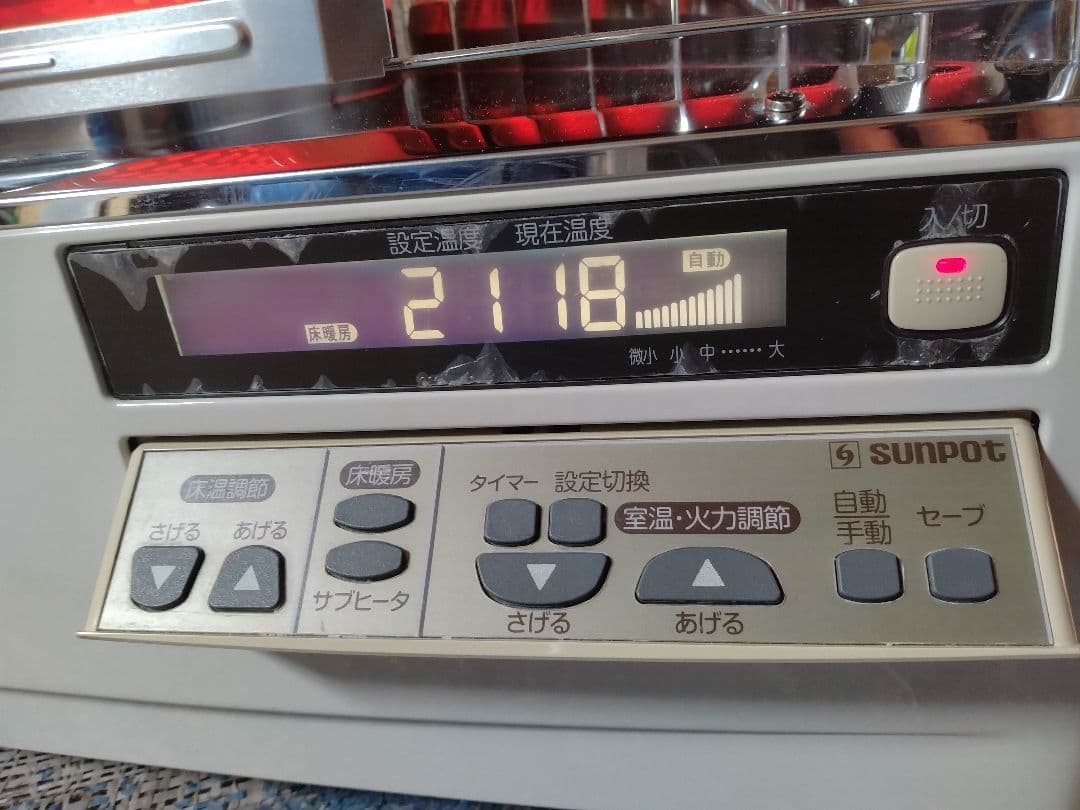 設定温度 現在温度
入/切
自動
21 18
床暖房
微小 小 中 ‥‥‥ 大
SUNPOT
床温調節
さげる あげる
床暖房
サブヒータ
タイマー 設定切換
室温・火力調節
さげる あげる
自動
手動
セーブ